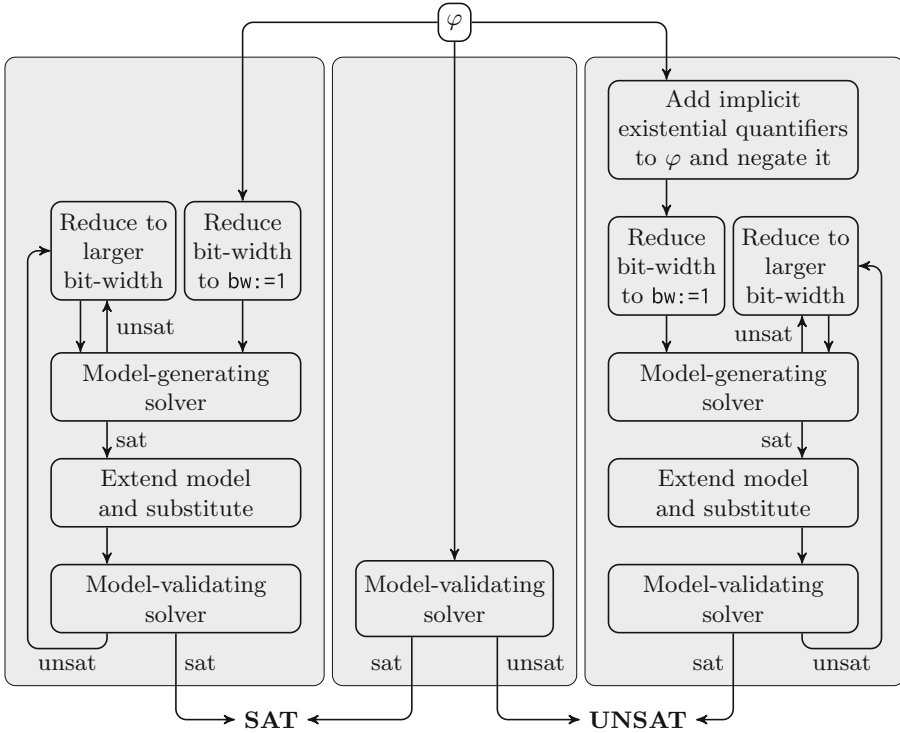 φ
Add implicit
existential quantifiers
to φ and negate it
Reduce to
larger
bit-width
Reduce
bit-width
to bw:=1
Reduce
bit-width
to bw:=1
Reduce to
larger
bit-width
unsat
unsat
Model-generating
solver
Model-generating
solver
sat
sat
Extend model
and substitute
Extend model
and substitute
Model-validating
solver
Model-validating
solver
Model-validating
solver
unsat
sat
sat
unsat
sat
unsat
SAT
UNSAT